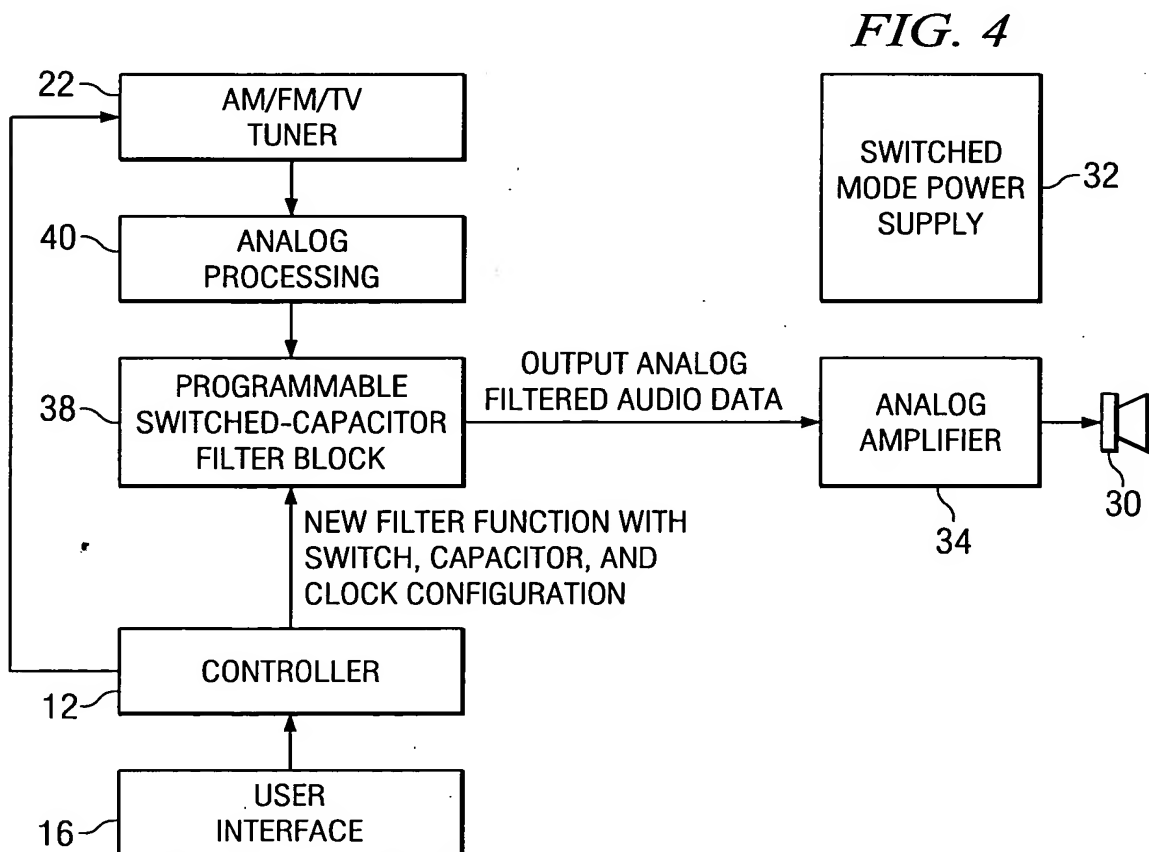 FIG. 4
22
AM/FM/TV
TUNER
SWITCHED
MODE POWER
SUPPLY
32
40
ANALOG
PROCESSING
38
PROGRAMMABLE
SWITCHED-CAPACITOR
FILTER BLOCK
OUTPUT ANALOG
FILTERED AUDIO DATA
ANALOG
AMPLIFIER
34
30
NEW FILTER FUNCTION WITH
SWITCH, CAPACITOR, AND
CLOCK CONFIGURATION
CONTROLLER
12
USER
INTERFACE
16